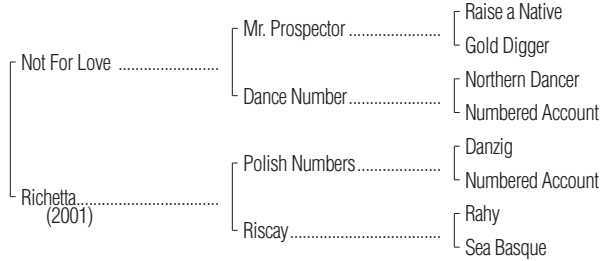 Raise a Native
Mr. Prospector ......................
Gold Digger
Not For Love ........................
Northern Dancer
Dance Number......................
Numbered Account
Danzig
Polish Numbers....................
Numbered Account
Richetta..................................
(2001)
Rahy
Riscay....................................
Sea Basque